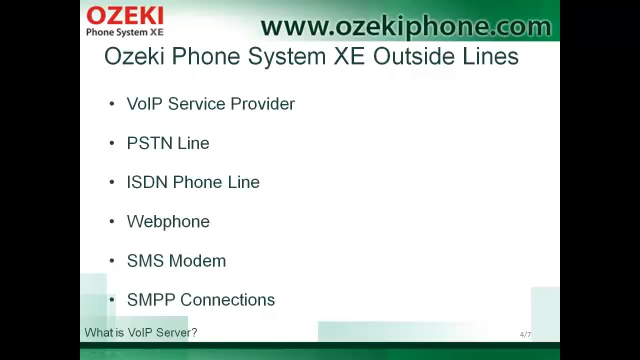 OZEKI
Phone System XE
www.ozekiphone.com
Ozeki Phone System XE Outside Lines
• VoIP Service Provider
• PSTN Line
• ISDN Phone Line
• Webphone
• SMS Modem
• SMPP Connections
What is VoIP Server?
4/7